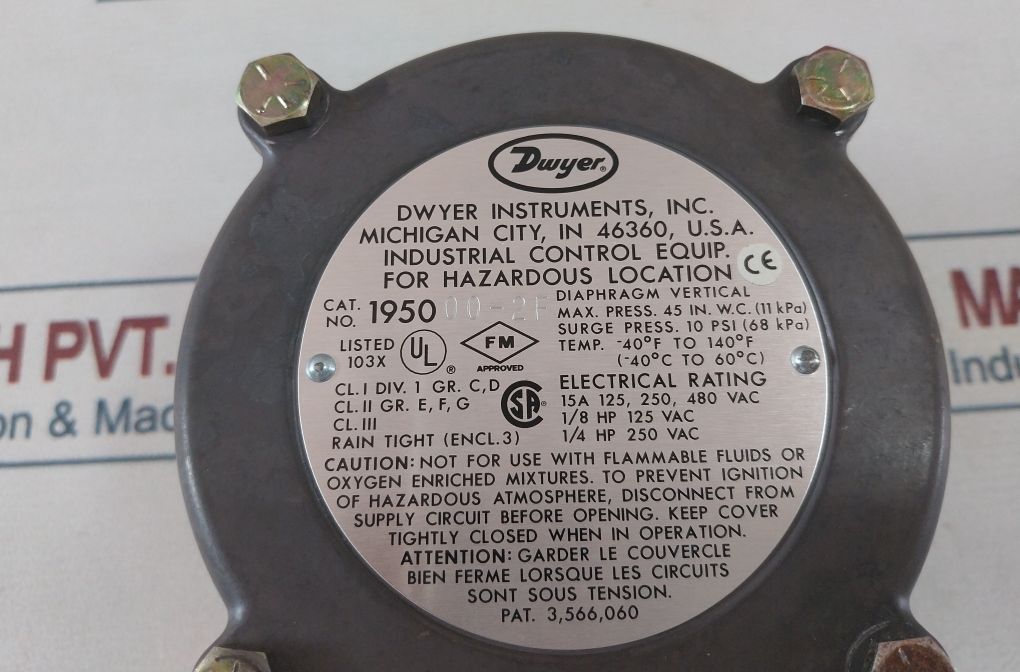 Dwyer®
DWYER INSTRUMENTS, INC.
MICHIGAN CITY, IN 46360, U.S.A.
INDUSTRIAL CONTROL EQUIP.
FOR HAZARDOUS LOCATION
CE
CAT.
NO. 1950 00-2F
DIAPHRAGM VERTICAL
MAX. PRESS. 45 IN. W.C. (11 kPa)
SURGE PRESS. 10 PSI (68 kPa)
TEMP. -40°F TO 140°F
(-40°C TO 60°C)
LISTED
103X
UL®
FM
APPROVED
CL. I DIV. 1 GR. C, D
CL. II GR. E, F, G
CL. III
RAIN TIGHT (ENCL.3)
SA®
ELECTRICAL RATING
15A 125, 250, 480 VAC
1/8 HP 125 VAC
1/4 HP 250 VAC
CAUTION: NOT FOR USE WITH FLAMMABLE FLUIDS OR
OXYGEN ENRICHED MIXTURES. TO PREVENT IGNITION
OF HAZARDOUS ATMOSPHERE, DISCONNECT FROM
SUPPLY CIRCUIT BEFORE OPENING. KEEP COVER
TIGHTLY CLOSED WHEN IN OPERATION.
ATTENTION: GARDER LE COUVERCLE
BIEN FERME LORSQUE LES CIRCUITS
SONT SOUS TENSION.
PAT. 3,566,060
H PVT.
on & Mac
MA
Indu